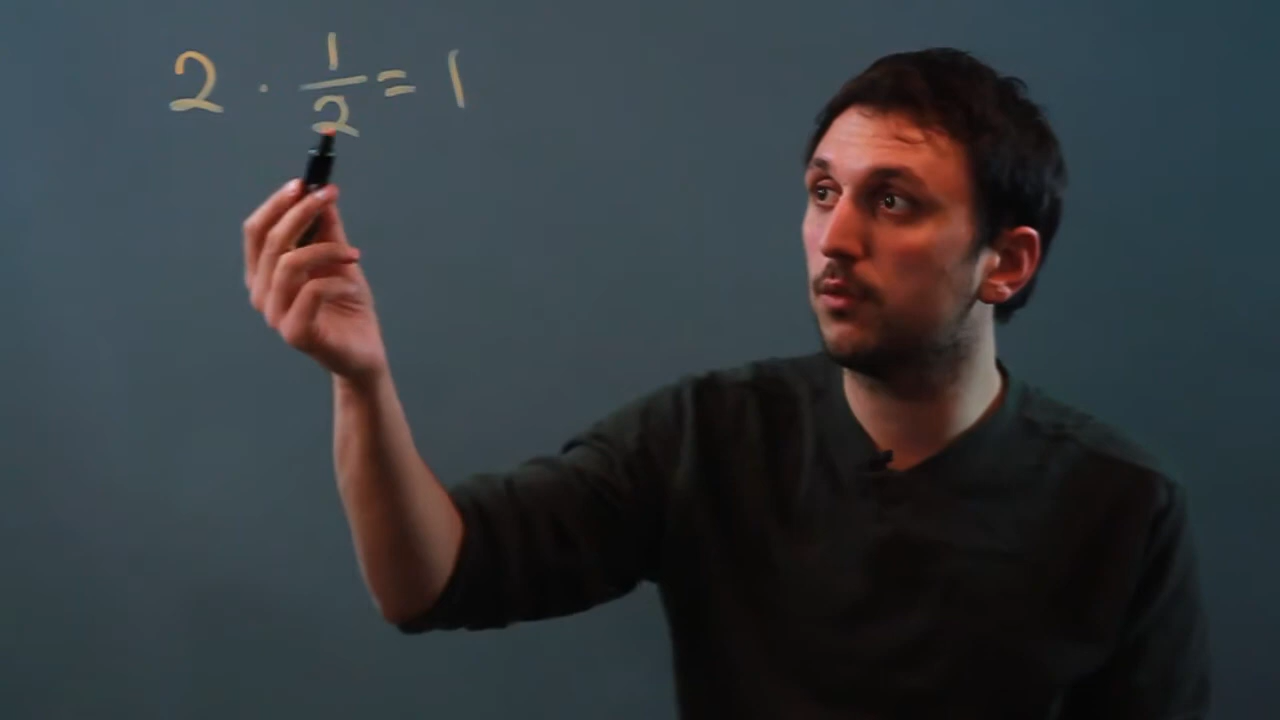 2 · 1/2 = 1